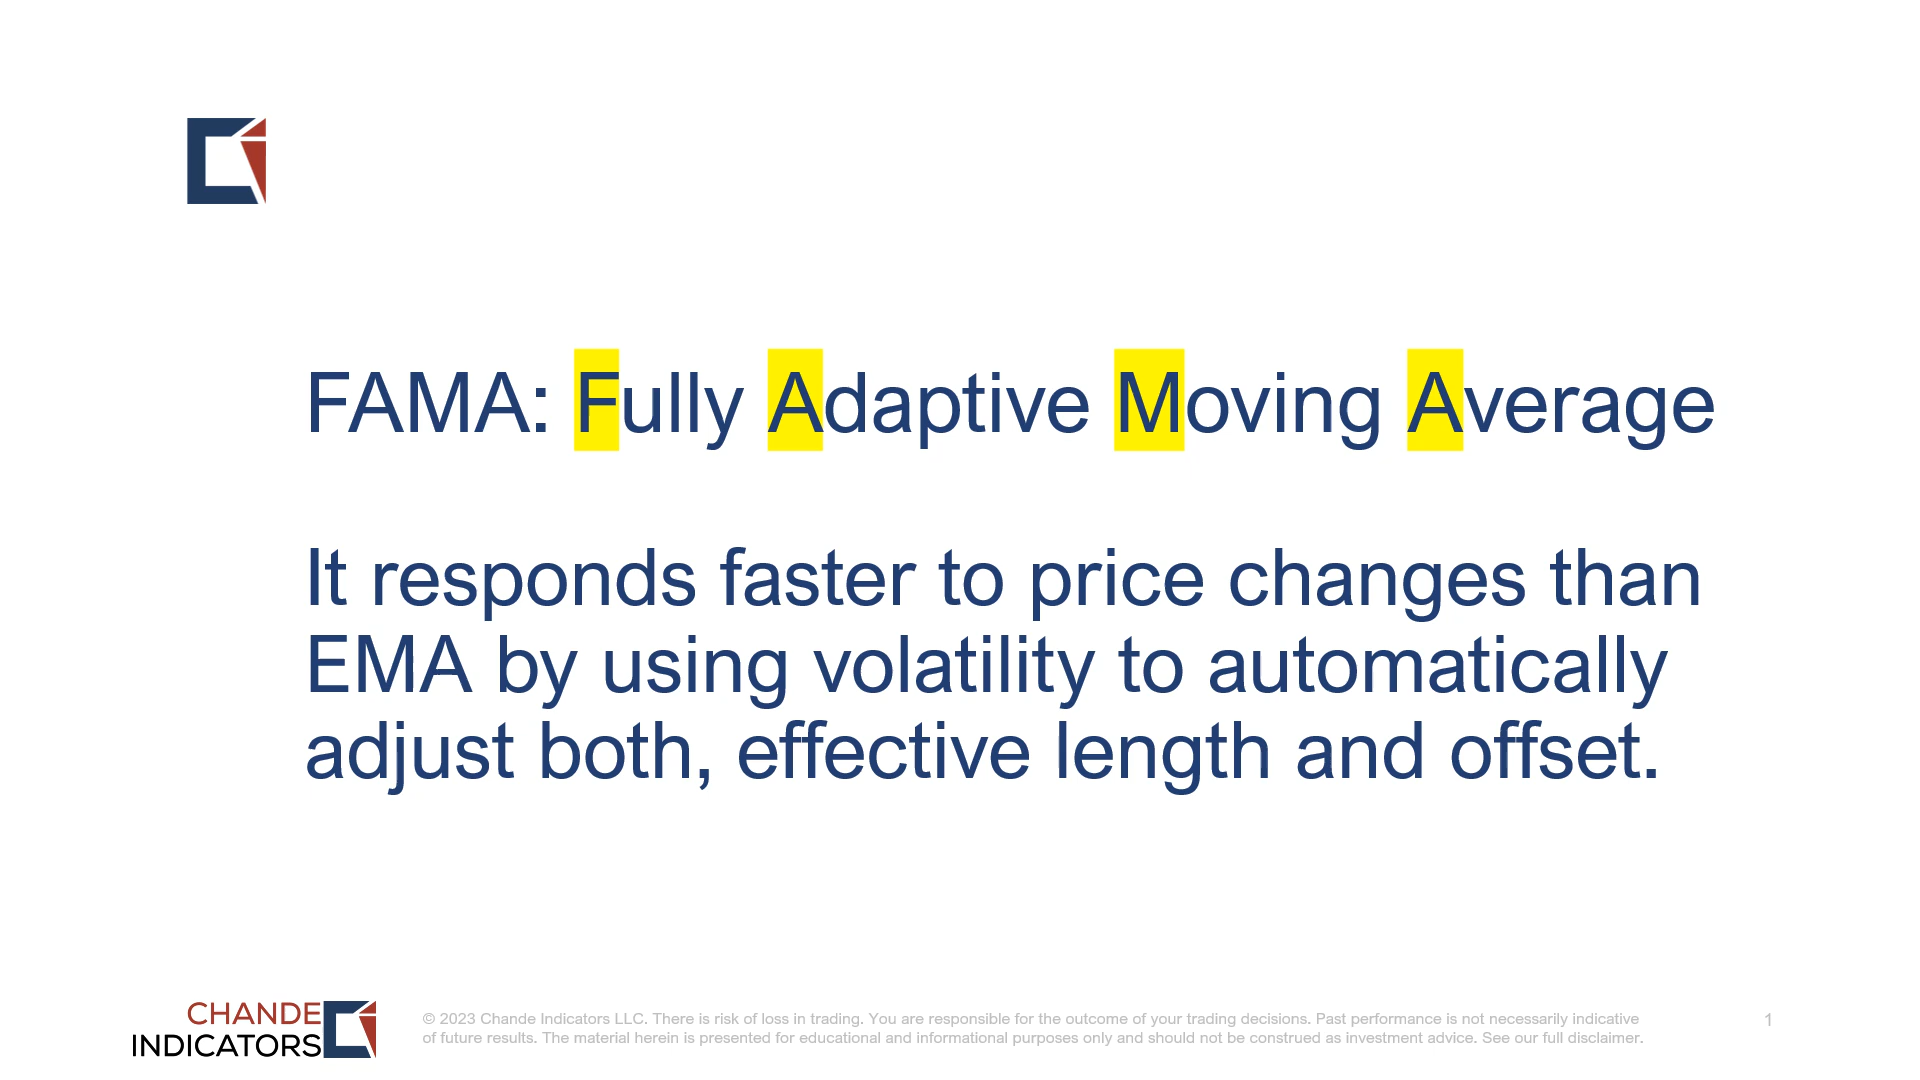 FAMA: Fully Adaptive Moving Average
It responds faster to price changes than
EMA by using volatility to automatically
adjust both, effective length and offset.
CHANDE
INDICATORS
© 2023 Chande Indicators LLC. There is risk of loss in trading. You are responsible for the outcome of your trading decisions. Past performance is not necessarily indicative
of future results. The material herein is presented for educational and informational purposes only and should not be construed as investment advice. See our full disclaimer.
1